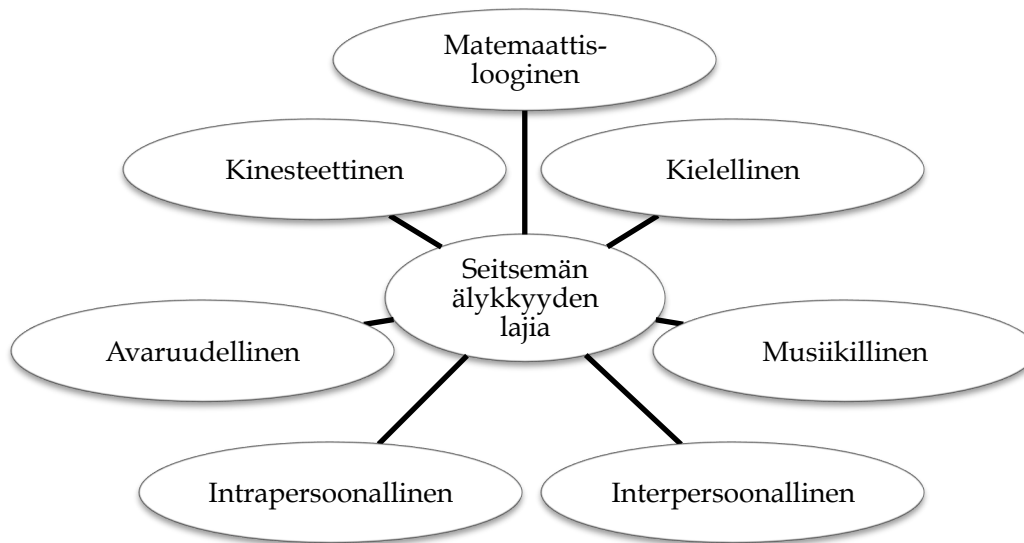 Matemaattis-
looginen
Kinesteettinen
Kielellinen
Seitsemän
älykkyyden
lajia
Avaruudellinen
Musiikillinen
Intrapersoonallinen
Interpersoonallinen